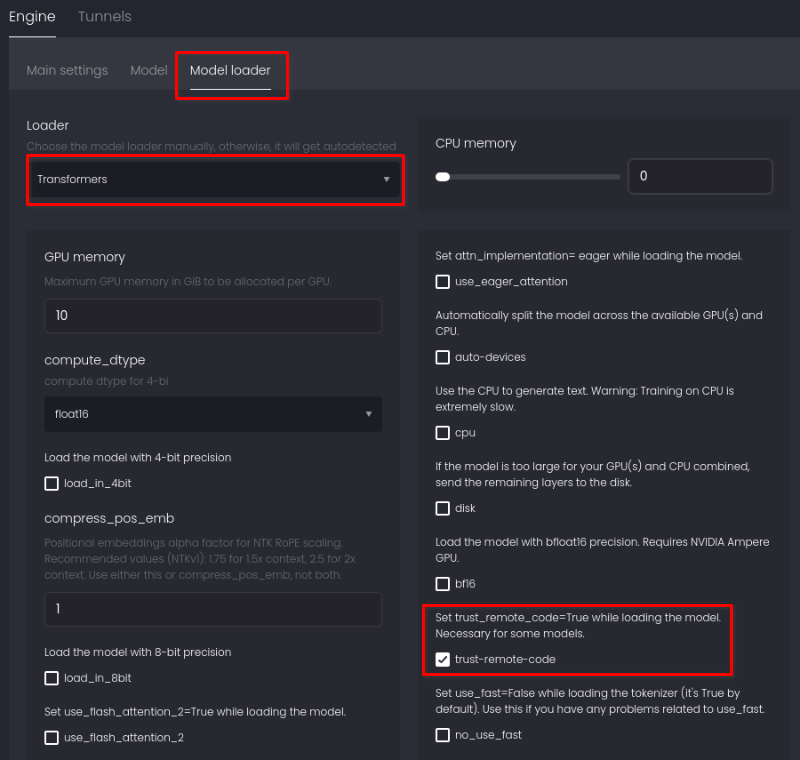 Engine Tunnels
Main settings Model Model loader
Loader
Choose the model loader manually, otherwise, it will get autodetected
Transformers
CPU memory
0
GPU memory
Maximum GPU memory in GiB to be allocated per GPU.
10
compute_dtype
compute dtype for 4-bi
float16
Load the model with 4-bit precision
load_in_4bit
compress_pos_emb
Positional embeddings alpha factor for NTK RoPE scaling.
Recommended values (NTKv1): 1.75 for 1.5x context, 2.5 for 2x
context. Use either this or compress_pos_emb, not both.
1
Load the model with 8-bit precision
load_in_8bit
Set use_flash_attention_2=True while loading the model.
use_flash_attention_2
Set attn_implementation= eager while loading the model.
use_eager_attention
Automatically split the model across the available GPU(s) and
CPU.
auto-devices
Use the CPU to generate text. Warning: Training on CPU is
extremely slow.
cpu
If the model is too large for your GPU(s) and CPU combined,
send the remaining layers to the disk.
disk
Load the model with bfloat16 precision. Requires NVIDIA Ampere
GPU.
bf16
Set trust_remote_code=True while loading the model.
Necessary for some models.
trust-remote-code
Set use_fast=False while loading the tokenizer (it's True by
default). Use this if you have any problems related to use_fast.
no_use_fast